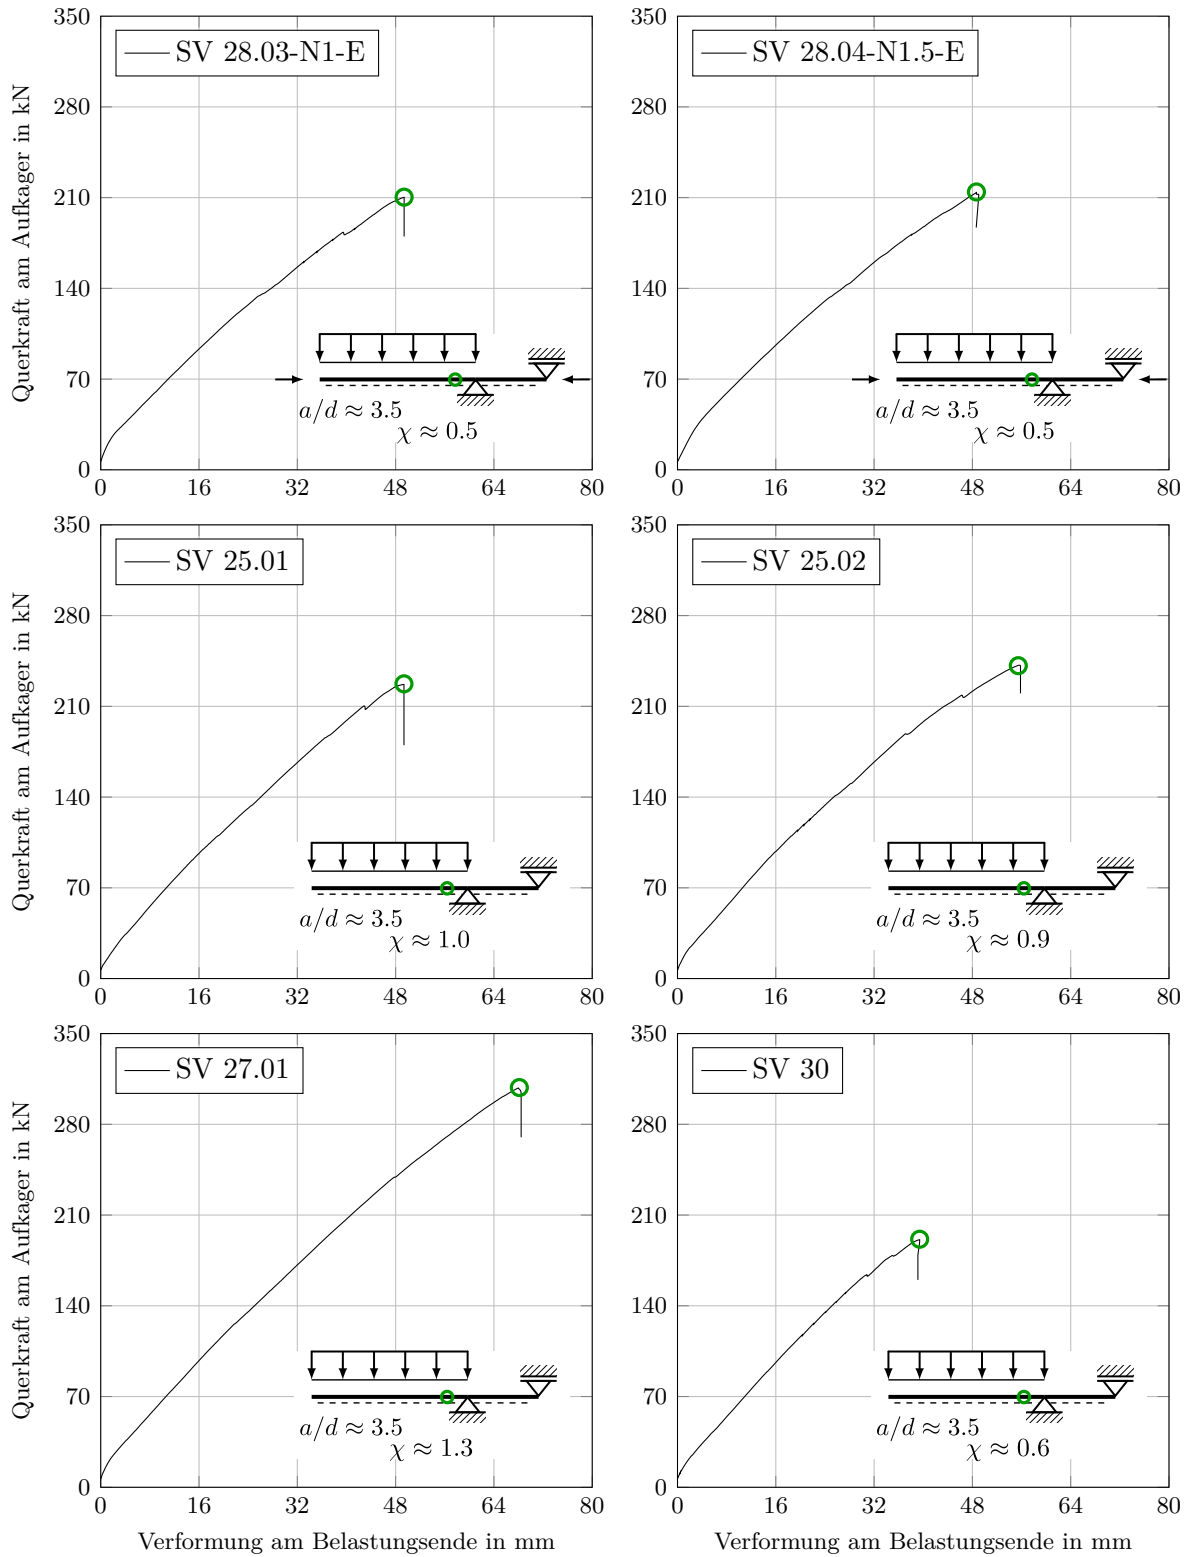 SV 28.03-N1-E
Querkraft am Aufkager in kN
350
280
210
140
70
0
a/d ≈ 3.5
χ ≈ 0.5
0 16 32 48 64 80
SV 28.04-N1.5-E
350
280
210
140
70
0
a/d ≈ 3.5
χ ≈ 0.5
0 16 32 48 64 80
SV 25.01
Querkraft am Aufkager in kN
350
280
210
140
70
0
a/d ≈ 3.5
χ ≈ 1.0
0 16 32 48 64 80
SV 25.02
350
280
210
140
70
0
a/d ≈ 3.5
χ ≈ 0.9
0 16 32 48 64 80
SV 27.01
Querkraft am Aufkager in kN
350
280
210
140
70
0
a/d ≈ 3.5
χ ≈ 1.3
0 16 32 48 64 80
Verformung am Belastungsende in mm
SV 30
350
280
210
140
70
0
a/d ≈ 3.5
χ ≈ 0.6
0 16 32 48 64 80
Verformung am Belastungsende in mm